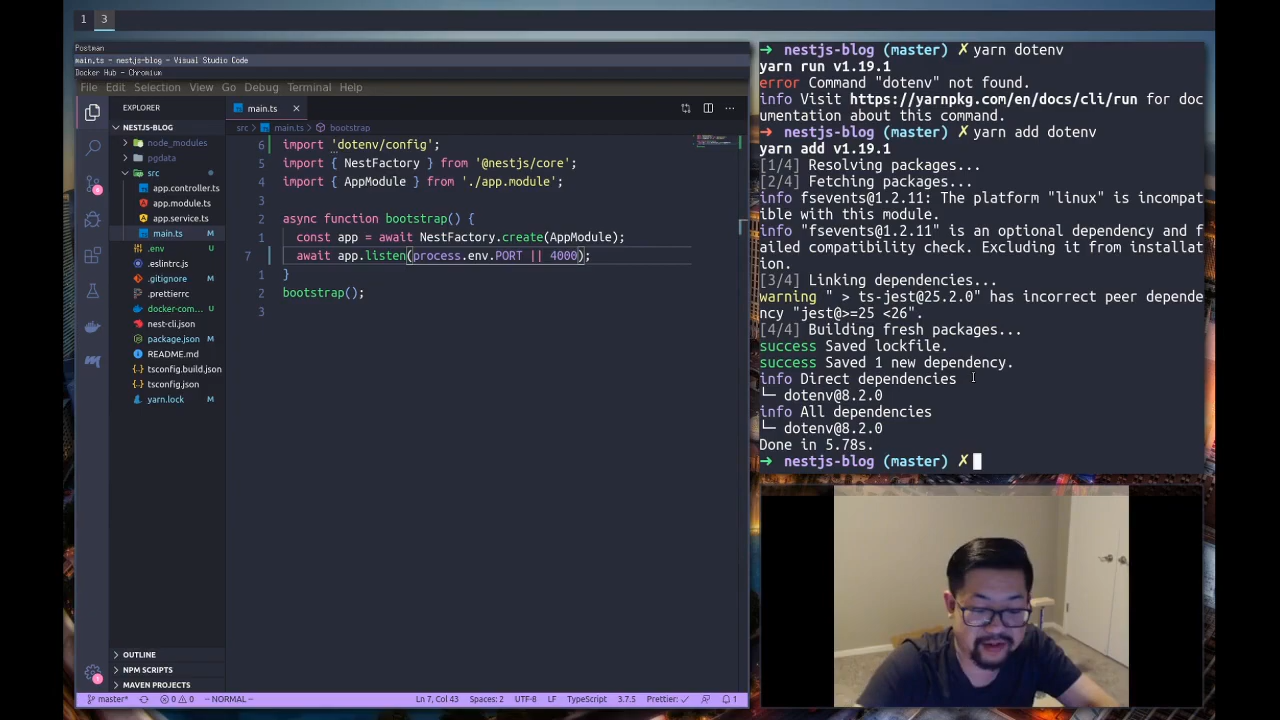 1 3
Postman
main.ts - nestjs-blog - Visual Studio Code
Docker Hub - Chromium
File Edit Selection View Go Debug Terminal Help
EXPLORER
NESTJS-BLOG
node_modules
pgdata
src
app.controller.ts
app.module.ts
app.service.ts
main.ts M
.env
.eslintrc.js
.gitignore M
.prettierrc
docker-com... U
nest-cli.json
package.json M
README.md
tsconfig.build.json
tsconfig.json
yarn.lock M
OUTLINE
NPM SCRIPTS
MAVEN PROJECTS
main.ts
src main.ts bootstrap
6 import 'dotenv/config';
5 import { NestFactory } from '@nestjs/core';
4 import { AppModule } from './app.module';
3
2 async function bootstrap() {
1 const app = await NestFactory.create(AppModule);
7 await app.listen(process.env.PORT || 4000);
1 }
2 bootstrap();
3
master* 0 0 -- NORMAL -- Ln 7, Col 43 Spaces: 2 UTF-8 LF TypeScript 3.7.5 Prettier: ✓ 1
➜ nestjs-blog (master) ✗ yarn dotenv
yarn run v1.19.1
error Command "dotenv" not found.
info Visit https://yarnpkg.com/en/docs/cli/run for doc
umentation about this command.
➜ nestjs-blog (master) ✗ yarn add dotenv
yarn add v1.19.1
[1/4] Resolving packages...
[2/4] Fetching packages...
info fsevents@1.2.11: The platform "linux" is incompat
ible with this module.
info "fsevents@1.2.11" is an optional dependency and f
ailed compatibility check. Excluding it from installat
ion.
[3/4] Linking dependencies...
warning " > ts-jest@25.2.0" has incorrect peer depende
ncy "jest@>=25 <26".
[4/4] Building fresh packages...
success Saved lockfile.
success Saved 1 new dependency.
info Direct dependencies
└─ dotenv@8.2.0
info All dependencies
└─ dotenv@8.2.0
Done in 5.78s.
➜ nestjs-blog (master) ✗